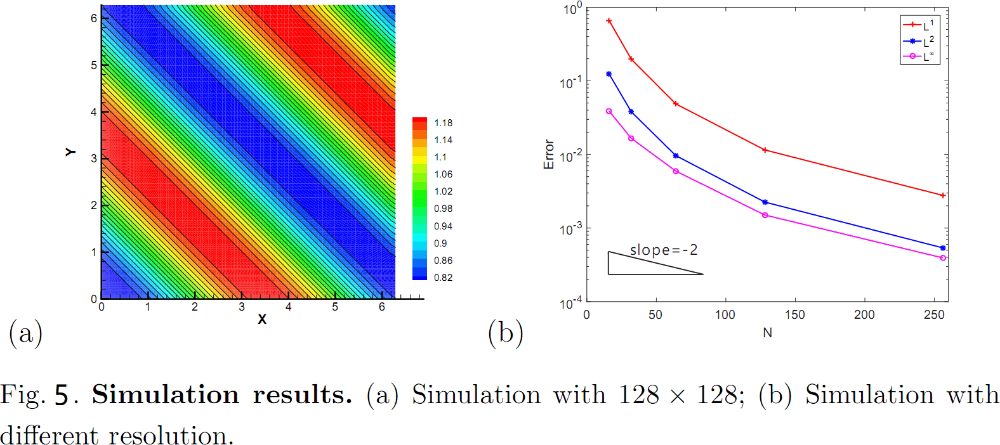 6
5
4
3
2
1
0
Y
0 1 2 3 4 5 6
X
1.18
1.14
1.1
1.06
1.02
0.98
0.94
0.9
0.86
0.82
(a)
10^0
10^-1
10^-2
10^-3
10^-4
Error
L^1
L^2
L^∞
slope=-2
0 50 100 150 200 250
N
(b)
Fig. 5. Simulation results. (a) Simulation with 128 × 128; (b) Simulation with
different resolution.